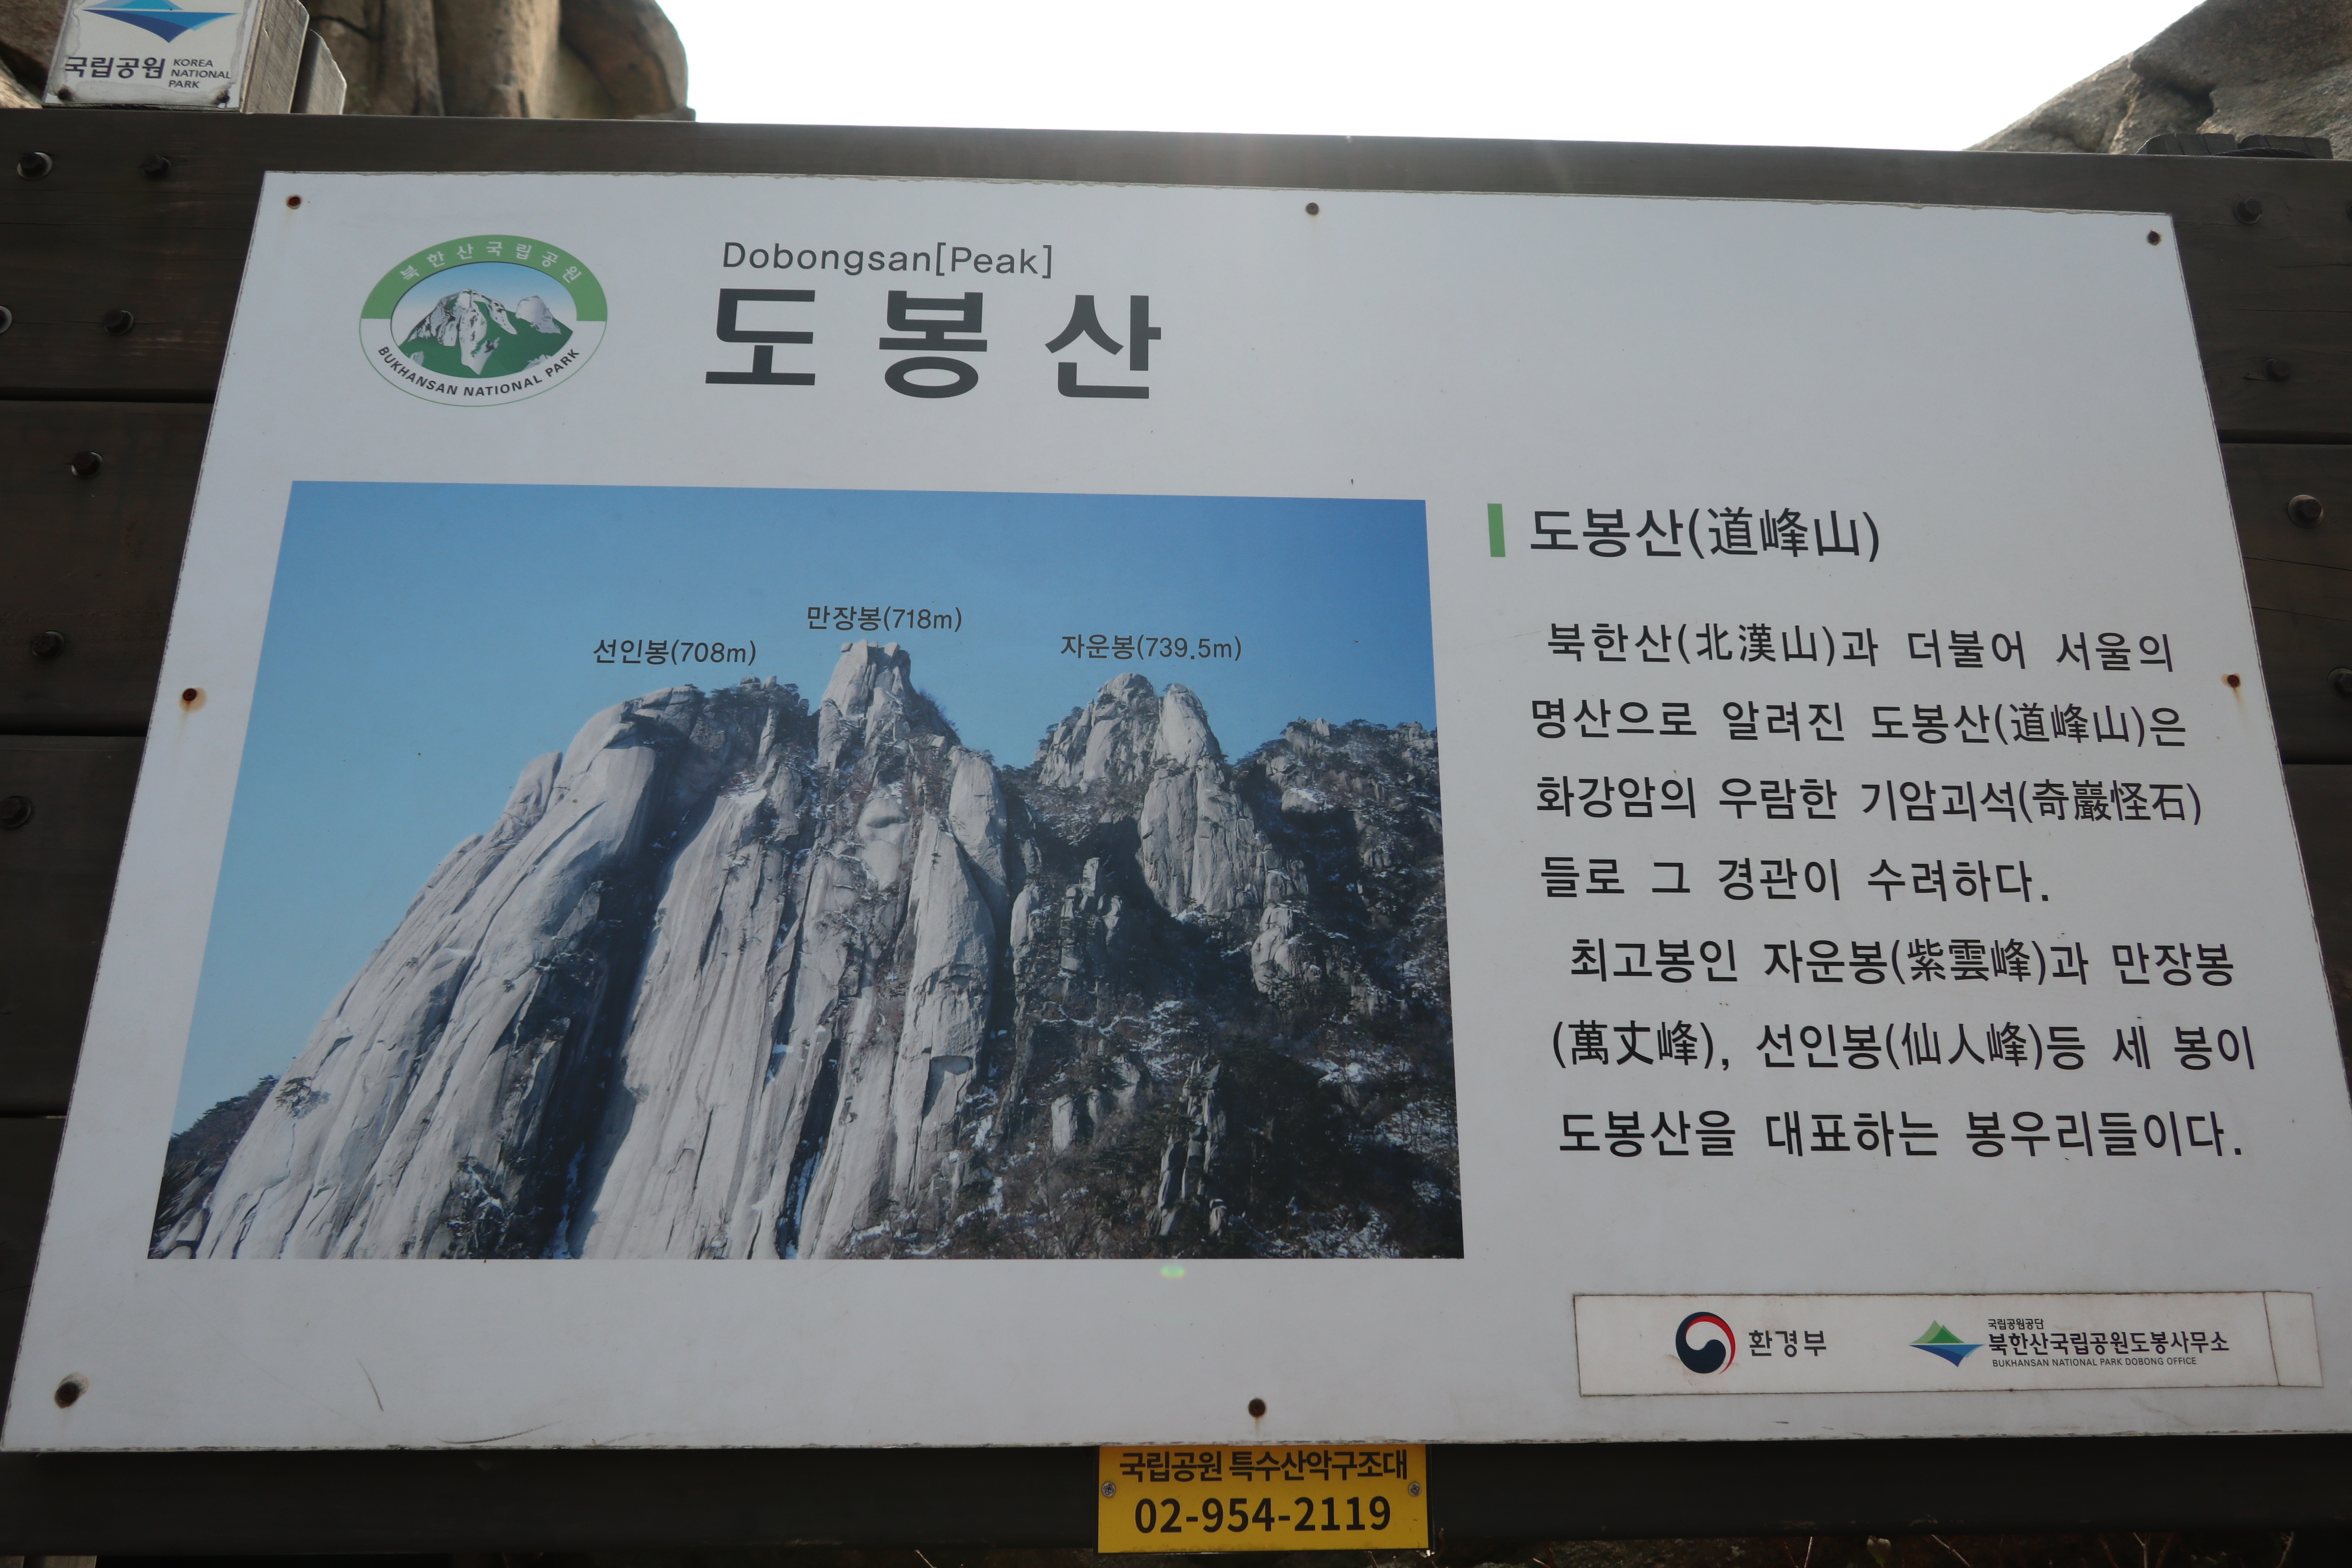 국립공원 KOREA
NATIONAL
PARK
북한산국립공원
BUKHANSAN NATIONAL PARK
Dobongsan[Peak]
도봉산
선인봉(708m)
만장봉(718m)
자운봉(739.5m)
도봉산(道峰山)
북한산(北漢山)과 더불어 서울의
명산으로 알려진 도봉산(道峰山)은
화강암의 우람한 기암괴석(奇巖怪石)
들로 그 경관이 수려하다.
최고봉인 자운봉(紫雲峰)과 만장봉
(萬丈峰), 선인봉(仙人峰)등 세 봉이
도봉산을 대표하는 봉우리들이다.
환경부
국립공원공단
북한산국립공원도봉사무소
BUKHANSAN NATIONAL PARK DOBONG OFFICE
국립공원 특수산악구조대
02-954-2119